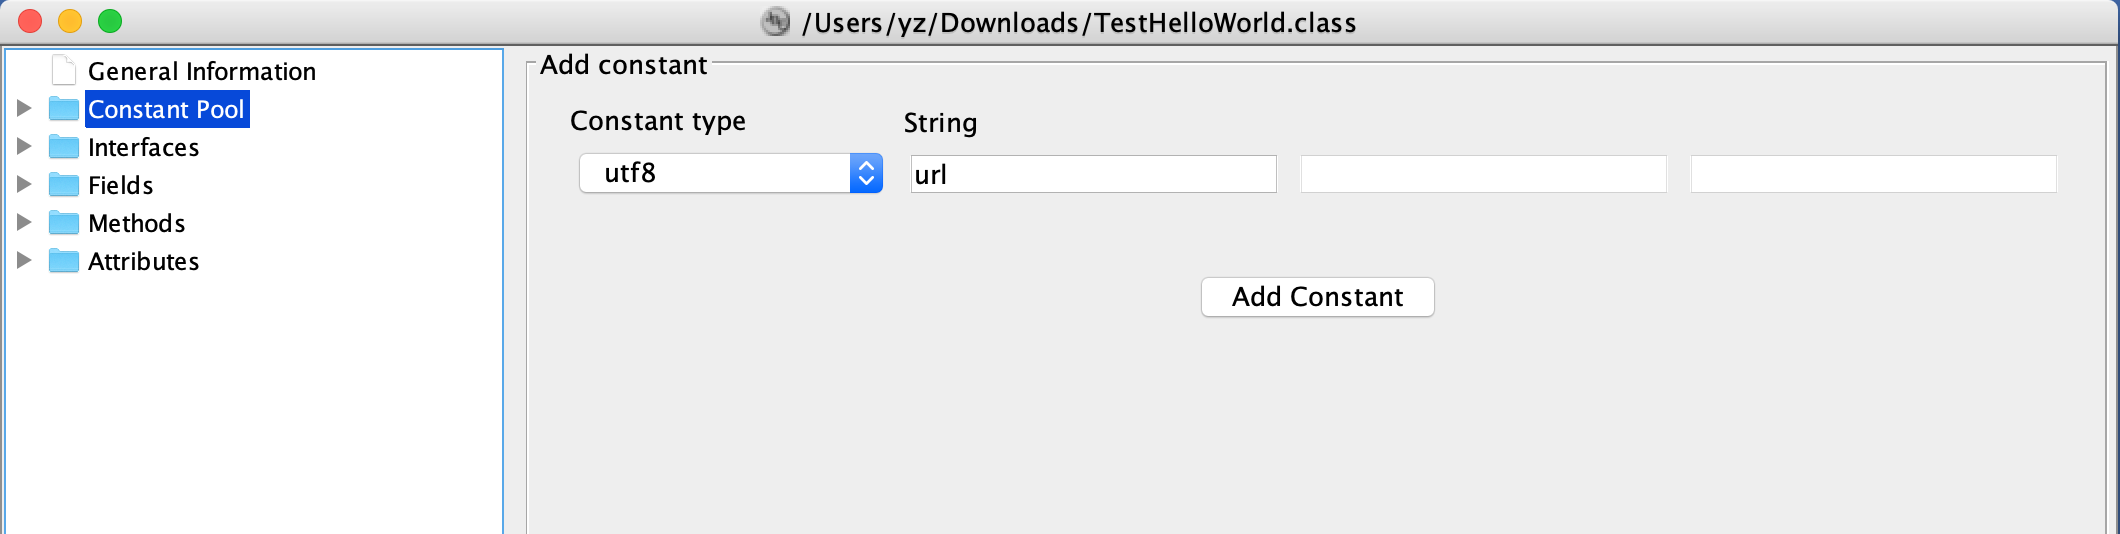 /Users/yz/Downloads/TestHelloWorld.class
General Information
Constant Pool
Interfaces
Fields
Methods
Attributes
Add constant
Constant type
String
utf8
url
Add Constant